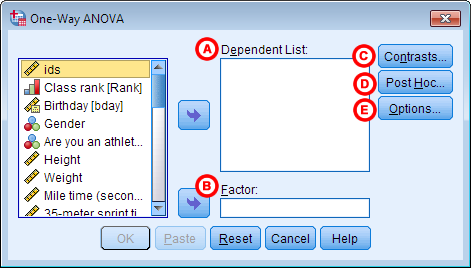 One-Way ANOVA
A Dependent List:
ids
Class rank [Rank]
Birthday [bday]
Gender
Are you an athlet...
Height
Weight
Mile time (secon...
35-meter sprint ti...
C Contrasts...
D Post Hoc...
E Options...
B Factor:
OK Paste Reset Cancel Help